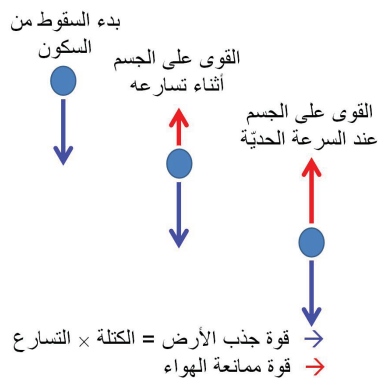 بدء السقوط من
السكون
القوى على الجسم
أثناء تسارعه
القوى على الجسم
عند السرعة الحديّة
قوة جذب الأرض = الكتلة × التسارع
قوة ممانعة الهواء